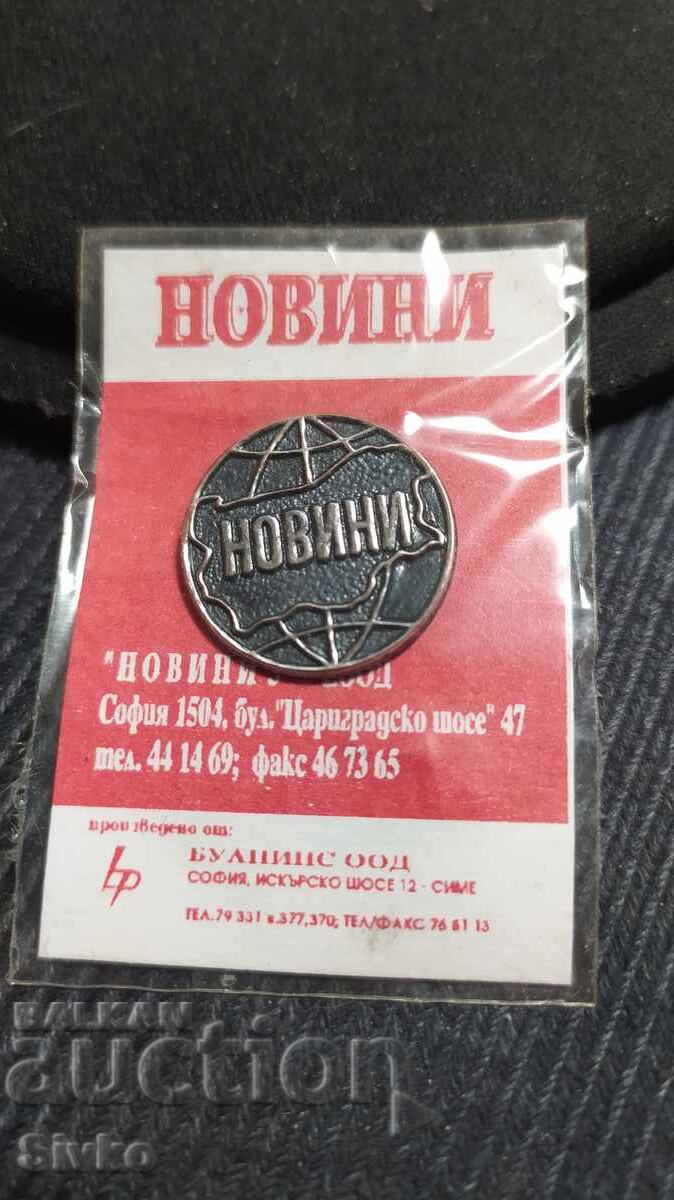 НОВИНИ
НОВИНИ
"НОВИНИ
София 1504, бул. "Цариградско шосе" 47
тел. 44 14 69; факс 46 73 65
произведено от:
bp
БУЛПИНС ООД
СОФИЯ, ИСКЪРСКО ШОСЕ 12 - СИМЕ
ТЕЛ. 79 331 в.377,370; ТЕЛ/ФАКС 76 61 13
BALKAN
auction
Sivko